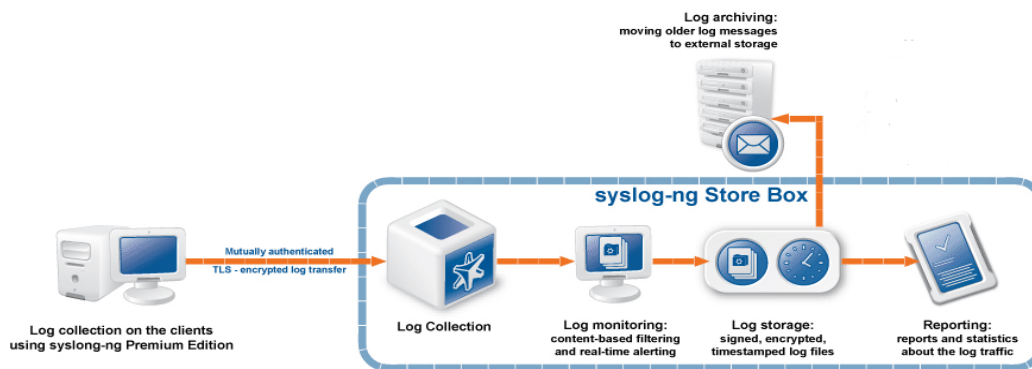 Log archiving:
moving older log messages
to external storage
syslog-ng Store Box
Mutually authenticated
TLS - encrypted log transfer
Log collection on the clients
using syslong-ng Premium Edition
Log Collection
Log monitoring:
content-based filtering
and real-time alerting
Log storage:
signed, encrypted,
timestamped log files
Reporting:
reports and statistics
about the log traffic